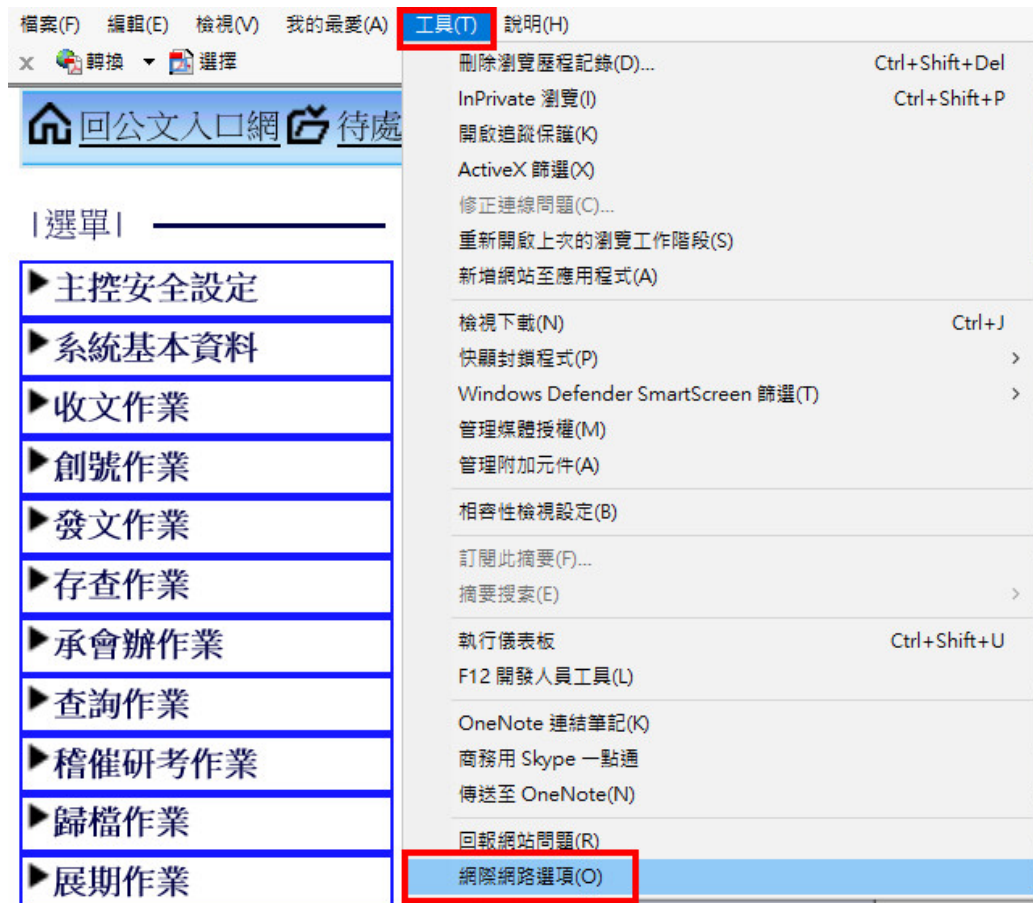 檔案(F) 編輯(E) 檢視(V) 我的最愛(A) 工具(T) 說明(H)
x 轉換 選擇
回公文入口網 待處
|選單|
主控安全設定
系統基本資料
收文作業
創號作業
發文作業
存查作業
承會辦作業
查詢作業
稽催研考作業
歸檔作業
展期作業
刪除瀏覽歷程記錄(D)... Ctrl+Shift+Del
InPrivate 瀏覽(I) Ctrl+Shift+P
開啟追蹤保護(K)
ActiveX 篩選(X)
修正連線問題(C)...
重新開啟上次的瀏覽工作階段(S)
新增網站至應用程式(A)
檢視下載(N) Ctrl+J
快顯封鎖程式(P) >
Windows Defender SmartScreen 篩選(T) >
管理媒體授權(M)
管理附加元件(A)
相容性檢視設定(B)
訂閱此摘要(F)...
摘要搜索(E) >
執行儀表板 Ctrl+Shift+U
F12 開發人員工具(L)
OneNote 連結筆記(K)
商務用 Skype 一點通
傳送至 OneNote(N)
回報網站問題(R)
網際網路選項(O)